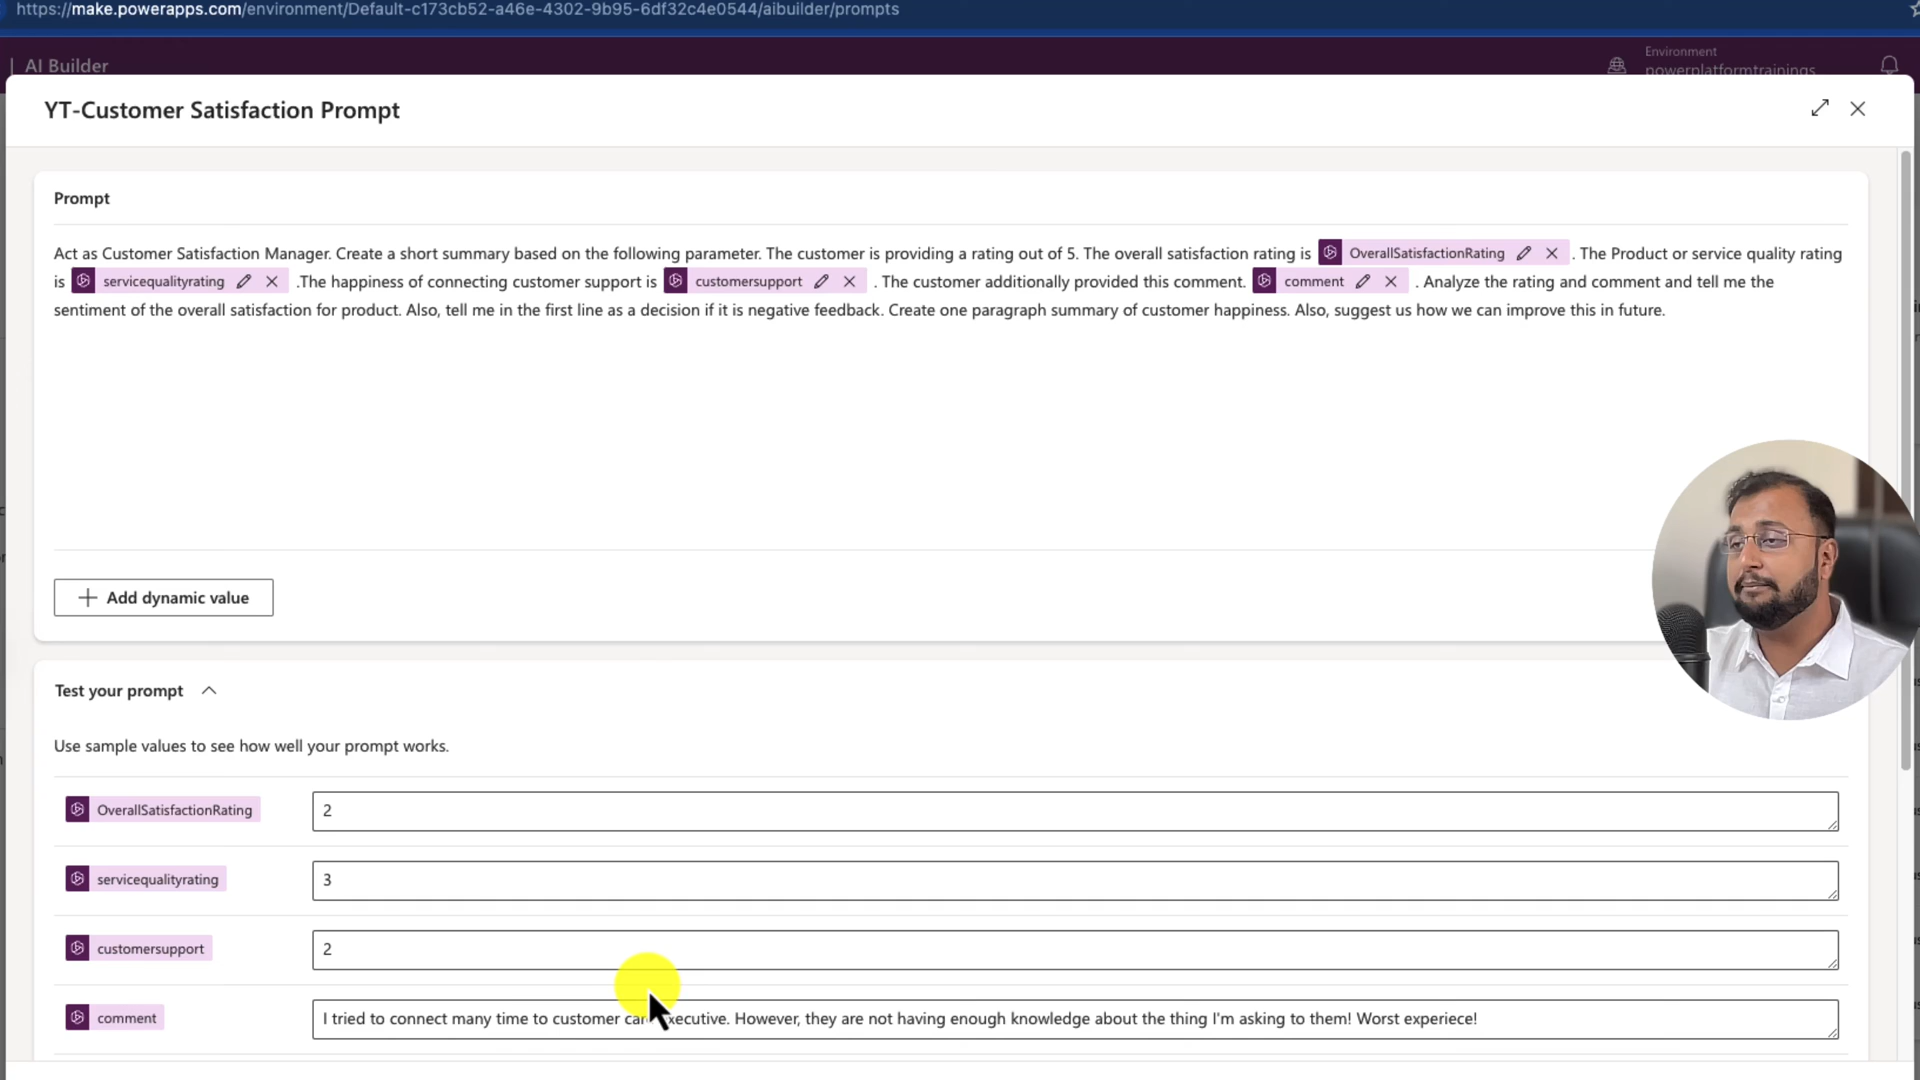 https://make.powerapps.com/environment/Default-c173cb52-a46e-4302-9b95-6df32c4e0544/aibuilder/prompts
| AI Builder
Environment
powerplatformtrainings
YT-Customer Satisfaction Prompt
Prompt
Act as Customer Satisfaction Manager. Create a short summary based on the following parameter. The customer is providing a rating out of 5. The overall satisfaction rating is OverallSatisfactionRating . The Product or service quality rating
is servicequalityrating .The happiness of connecting customer support is customersupport . The customer additionally provided this comment. comment . Analyze the rating and comment and tell me the
sentiment of the overall satisfaction for product. Also, tell me in the first line as a decision if it is negative feedback. Create one paragraph summary of customer happiness. Also, suggest us how we can improve this in future.
Add dynamic value
Test your prompt
Use sample values to see how well your prompt works.
OverallSatisfactionRating 2
servicequalityrating 3
customersupport 2
comment I tried to connect many time to customer care executive. However, they are not having enough knowledge about the thing I'm asking to them! Worst experiece!